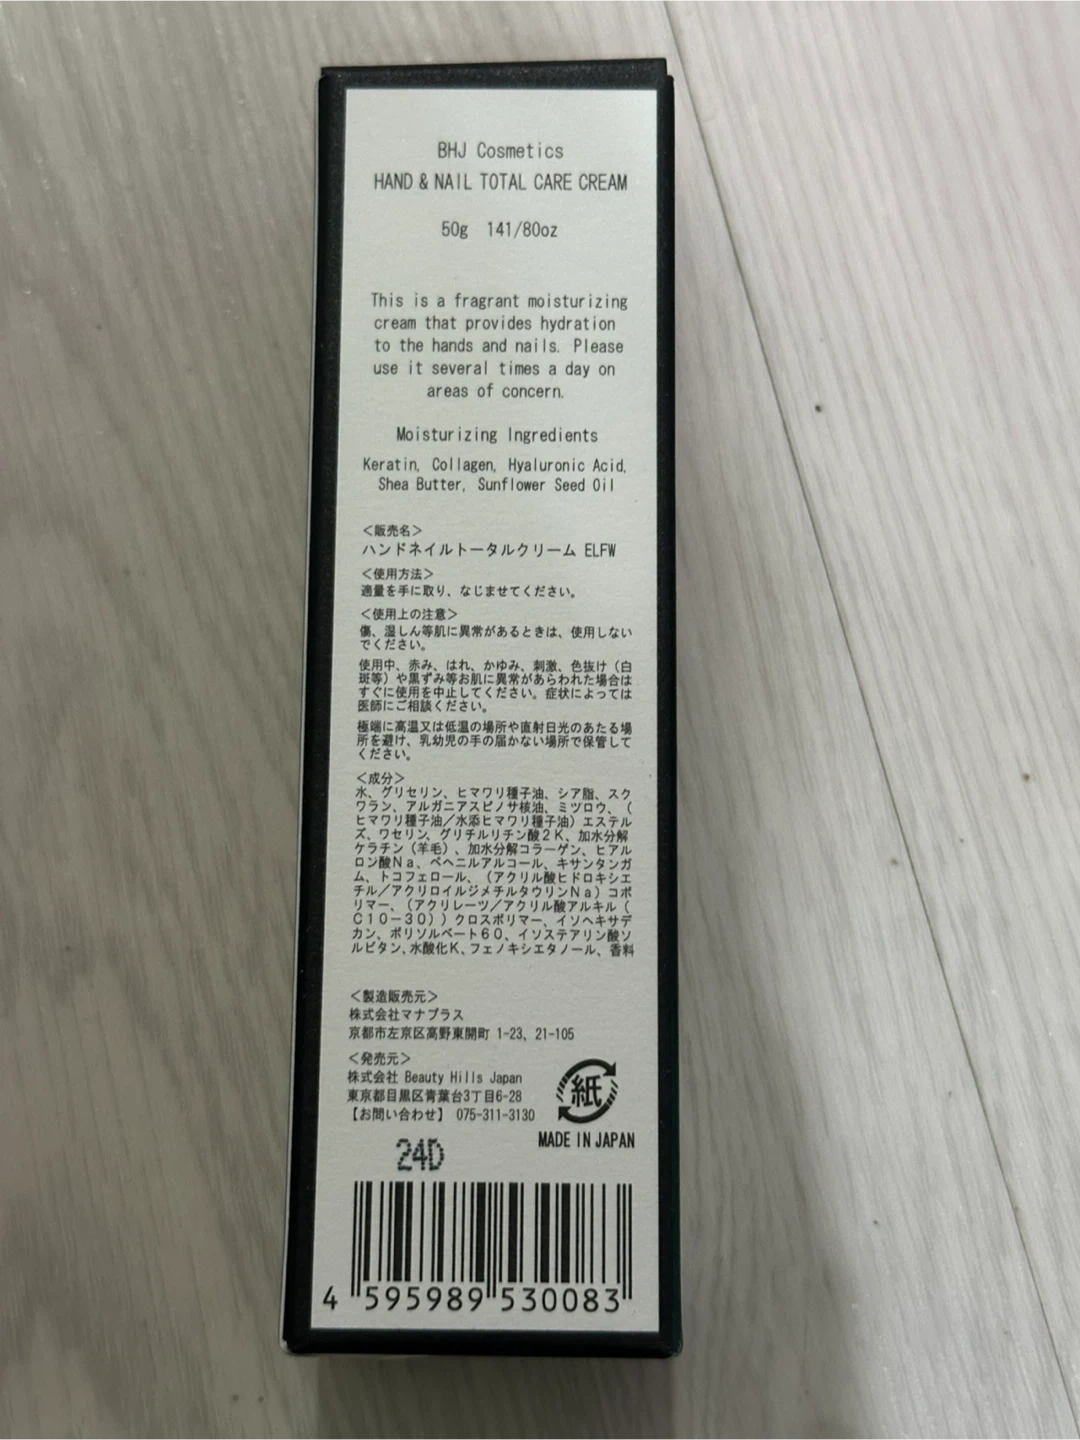 BHJ Cosmetics
HAND & NAIL TOTAL CARE CREAM
50g 141/80oz
This is a fragrant moisturizing
cream that provides hydration
to the hands and nails. Please
use it several times a day on
areas of concern.
Moisturizing Ingredients
Keratin, Collagen, Hyaluronic Acid,
Shea Butter, Sunflower Seed Oil
＜販売名＞
ハンドネイルトータルクリーム ELFW
＜使用方法＞
適量を手に取り、なじませてください。
＜使用上の注意＞
傷、湿しん等肌に異常があるときは、使用しない
でください。
使用中、赤み、はれ、かゆみ、刺激、色抜け（白
斑等）や黒ずみ等お肌に異常があらわれた場合は
すぐに使用を中止してください。症状によっては
医師にご相談ください。
極端に高温又は低温の場所や直射日光のあたる場
所を避け、乳幼児の手の届かない場所で保管して
ください。
＜成分＞
水、グリセリン、ヒマワリ種子油、シア脂、スク
ワラン、アルガニアスピノサ核油、ミツロウ、（
ヒマワリ種子油／水添ヒマワリ種子油）エステル
ズ、ワセリン、グリチルリチン酸２Ｋ、加水分解
ケラチン（羊毛）、加水分解コラーゲン、ヒアル
ロン酸Ｎａ、ベヘニルアルコール、キサンタンガ
ム、トコフェロール、（アクリル酸ヒドロキシエ
チル／アクリロイルジメチルタウリンＮａ）コポ
リマー、（アクリレーツ／アクリル酸アルキル（
Ｃ１０－３０））クロスポリマー、イソヘキサデ
カン、ポリソルベート６０、イソステアリン酸ソ
ルビタン、水酸化Ｋ、フェノキシエタノール、香料
＜製造販売元＞
株式会社マナプラス
京都市左京区高野東開町 1-23、21-105
＜発売元＞
株式会社 Beauty Hills Japan
東京都目黒区青葉台3丁目6-28
【お問い合わせ】 075-311-3130
紙
MADE IN JAPAN
24D
4 595989 530083